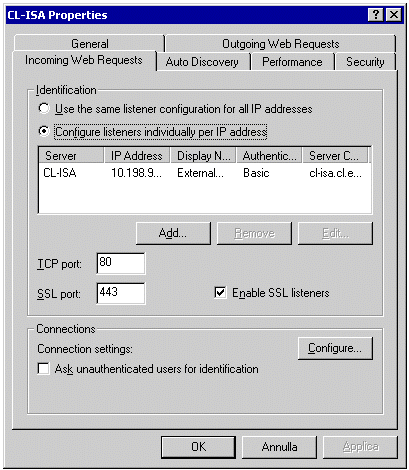 CL-ISA Properties
General Outgoing Web Requests
Incoming Web Requests Auto Discovery Performance Security
Identification
Use the same listener configuration for all IP addresses
Configure listeners individually per IP address
Server IP Address Display N... Authentic... Server C...
CL-ISA 10.198.9... External... Basic cl-isa.cl.e...
Add... Remove Edit...
TCP port: 80
SSL port: 443 Enable SSL listeners
Connections
Connection settings: Configure...
Ask unauthenticated users for identification
OK Annulla Applica